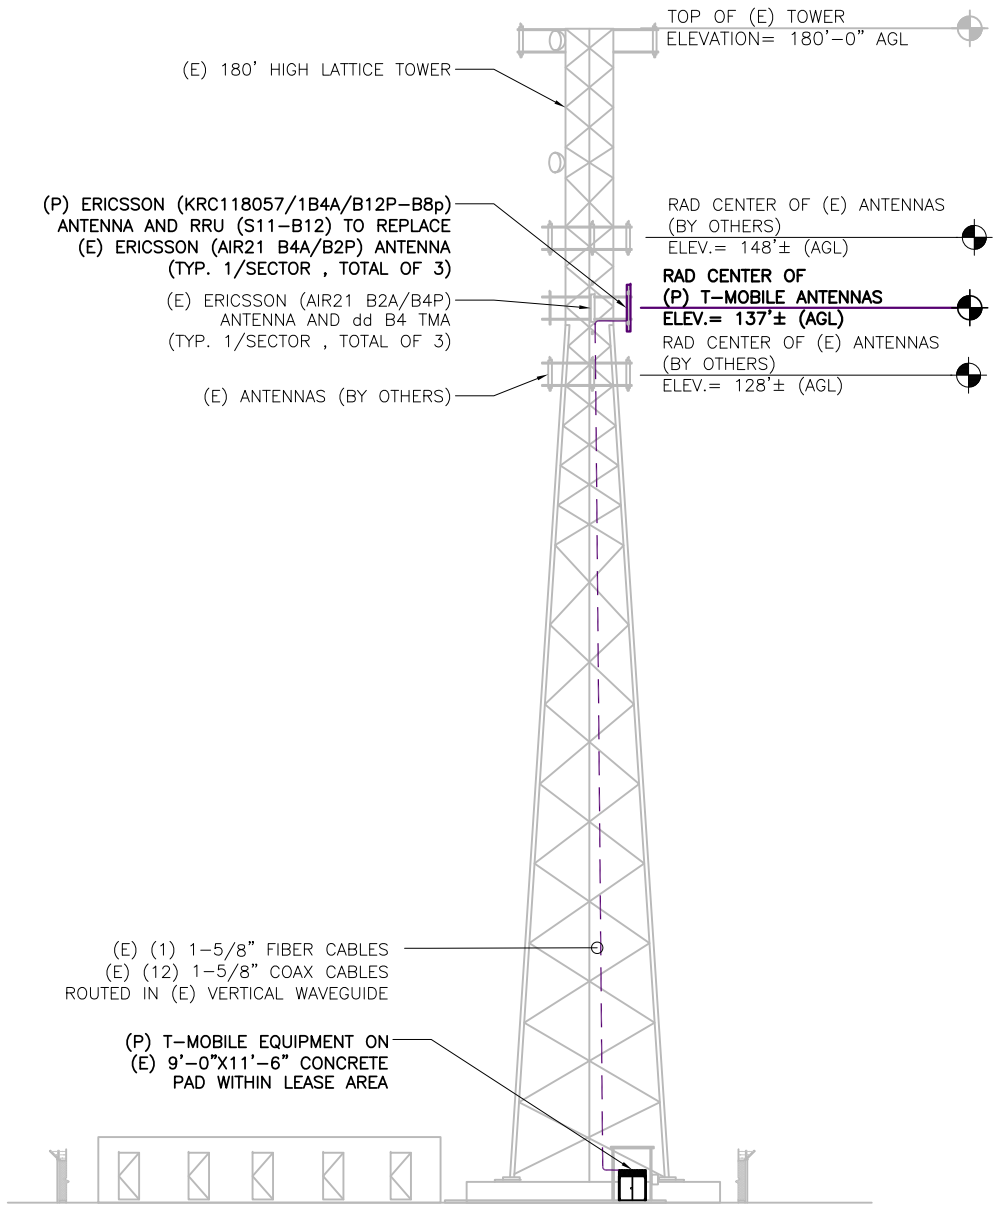 TOP OF (E) TOWER
ELEVATION= 180'-0" AGL
(E) 180' HIGH LATTICE TOWER
(P) ERICSSON (KRC118057/1B4A/B12P-B8p)
ANTENNA AND RRU (S11-B12) TO REPLACE
(E) ERICSSON (AIR21 B4A/B2P) ANTENNA
(TYP. 1/SECTOR , TOTAL OF 3)
RAD CENTER OF (E) ANTENNAS
(BY OTHERS)
ELEV.= 148'± (AGL)
RAD CENTER OF
(P) T-MOBILE ANTENNAS
ELEV.= 137'± (AGL)
(E) ERICSSON (AIR21 B2A/B4P)
ANTENNA AND dd B4 TMA
(TYP. 1/SECTOR , TOTAL OF 3)
RAD CENTER OF (E) ANTENNAS
(BY OTHERS)
ELEV.= 128'± (AGL)
(E) ANTENNAS (BY OTHERS)
(E) (1) 1-5/8" FIBER CABLES
(E) (12) 1-5/8" COAX CABLES
ROUTED IN (E) VERTICAL WAVEGUIDE
(P) T-MOBILE EQUIPMENT ON
(E) 9'-0"X11'-6" CONCRETE
PAD WITHIN LEASE AREA